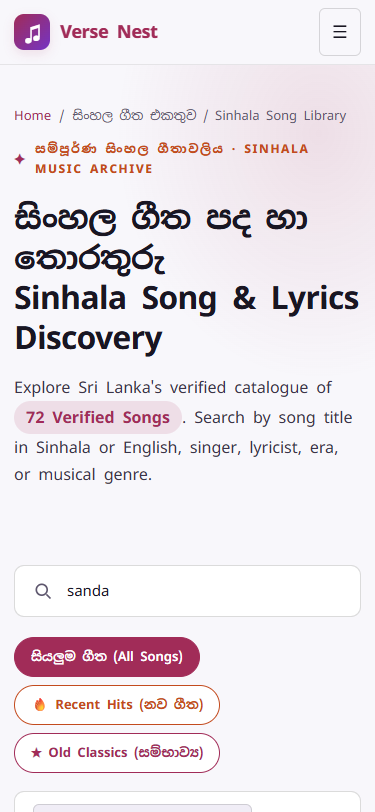 Verse Nest
Home / සිංහල ගීත එකතුව / Sinhala Song Library
සම්පූර්ණ සිංහල ගීතාවලිය · SINHALA
MUSIC ARCHIVE
සිංහල ගීත පද හා
තොරතුරු
Sinhala Song & Lyrics
Discovery
Explore Sri Lanka's verified catalogue of
72 Verified Songs. Search by song title
in Sinhala or English, singer, lyricist, era,
or musical genre.
sanda
සියලුම ගීත (All Songs)
🔥 Recent Hits (නව ගීත)
★ Old Classics (සම්භාව්‍ය)